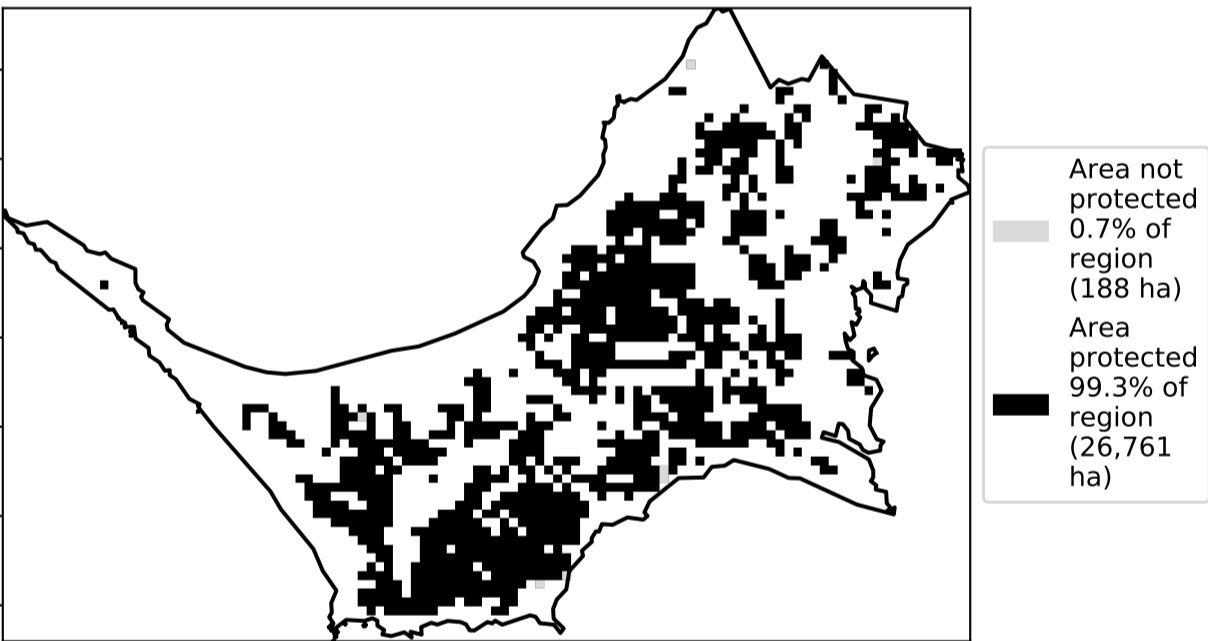 Area not
protected
0.7% of
region
(188 ha)
Area
protected
99.3% of
region
(26,761
ha)